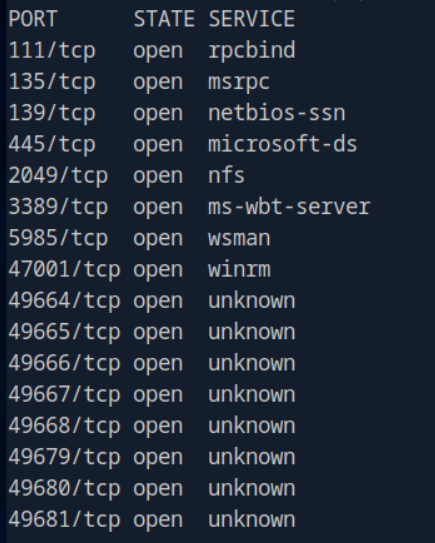 PORT STATE SERVICE
111/tcp open rpcbind
135/tcp open msrpc
139/tcp open netbios-ssn
445/tcp open microsoft-ds
2049/tcp open nfs
3389/tcp open ms-wbt-server
5985/tcp open wsman
47001/tcp open winrm
49664/tcp open unknown
49665/tcp open unknown
49666/tcp open unknown
49667/tcp open unknown
49668/tcp open unknown
49679/tcp open unknown
49680/tcp open unknown
49681/tcp open unknown